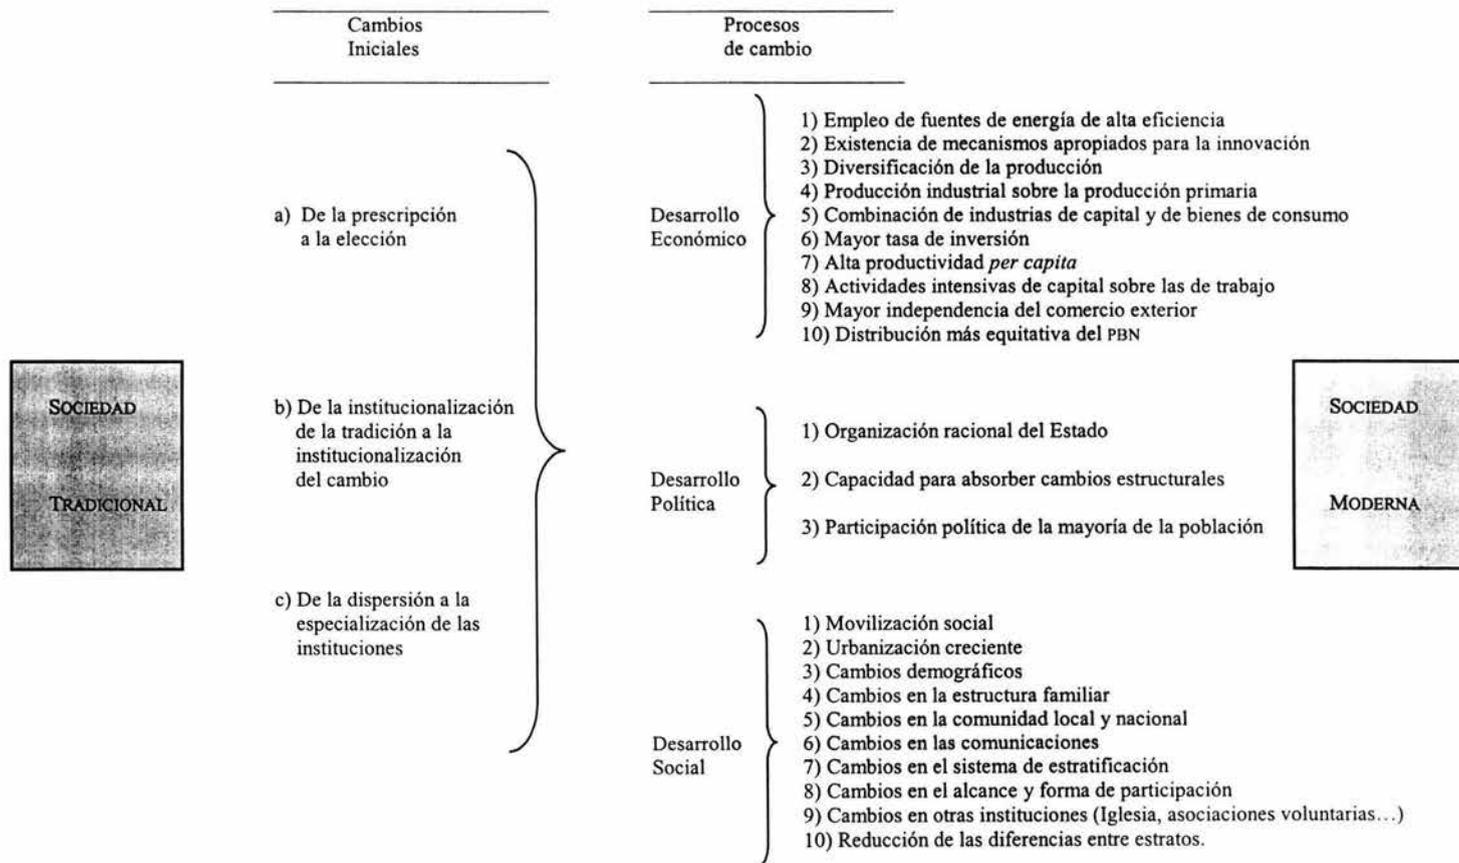 Cambios
Iniciales
Procesos
de cambio
SOCIEDAD
TRADICIONAL
a) De la prescripción
a la elección
b) De la institucionalización
de la tradición a la
institucionalización
del cambio
c) De la dispersión a la
especialización de las
instituciones
Desarrollo
Económico
1) Empleo de fuentes de energía de alta eficiencia
2) Existencia de mecanismos apropiados para la innovación
3) Diversificación de la producción
4) Producción industrial sobre la producción primaria
5) Combinación de industrias de capital y de bienes de consumo
6) Mayor tasa de inversión
7) Alta productividad per capita
8) Actividades intensivas de capital sobre las de trabajo
9) Mayor independencia del comercio exterior
10) Distribución más equitativa del PBN
Desarrollo
Política
1) Organización racional del Estado
2) Capacidad para absorber cambios estructurales
3) Participación política de la mayoría de la población
Desarrollo
Social
1) Movilización social
2) Urbanización creciente
3) Cambios demográficos
4) Cambios en la estructura familiar
5) Cambios en la comunidad local y nacional
6) Cambios en las comunicaciones
7) Cambios en el sistema de estratificación
8) Cambios en el alcance y forma de participación
9) Cambios en otras instituciones (Iglesia, asociaciones voluntarias…)
10) Reducción de las diferencias entre estratos.
SOCIEDAD
MODERNA